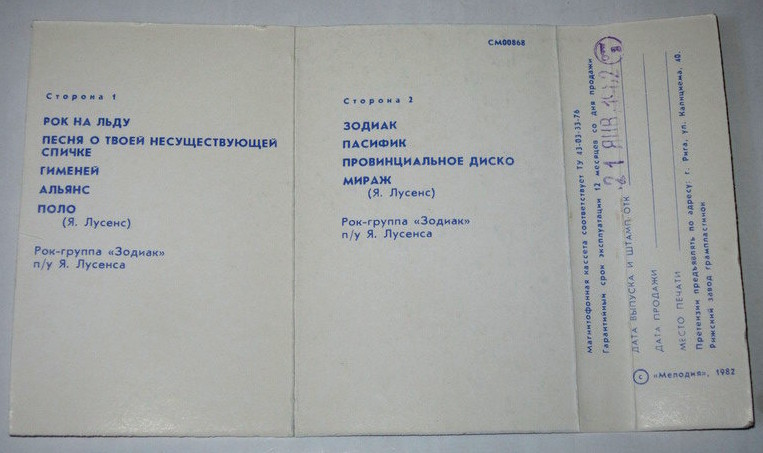 Сторона 1
РОК НА ЛЬДУ
ПЕСНЯ О ТВОЕЙ НЕСУЩЕСТВУЮЩЕЙ
СПИЧКЕ
ГИМЕНЕЙ
АЛЬЯНС
ПОЛО
(Я. Лусенс)
Рок-группа «Зодиак»
п/у Я. Лусенса
СМ00868
Сторона 2
ЗОДИАК
ПАСИФИК
ПРОВИНЦИАЛЬНОЕ ДИСКО
МИРАЖ
(Я. Лусенс)
Рок-группа «Зодиак»
п/у Я. Лусенса
Магнитофонная кассета соответствует ТУ 43-03-33-76
Гарантийный срок эксплуатации 12 месяцев со дня продажи
ДАТА ВЫПУСКА И ШТАМП ОТК
21 ЯНВ.
ДАТА ПРОДАЖИ
МЕСТО ПЕЧАТИ
Претензии предъявлять по адресу: г. Рига, ул. Калнциема, 40.
Рижский завод грампластинок
© «Мелодия», 1982